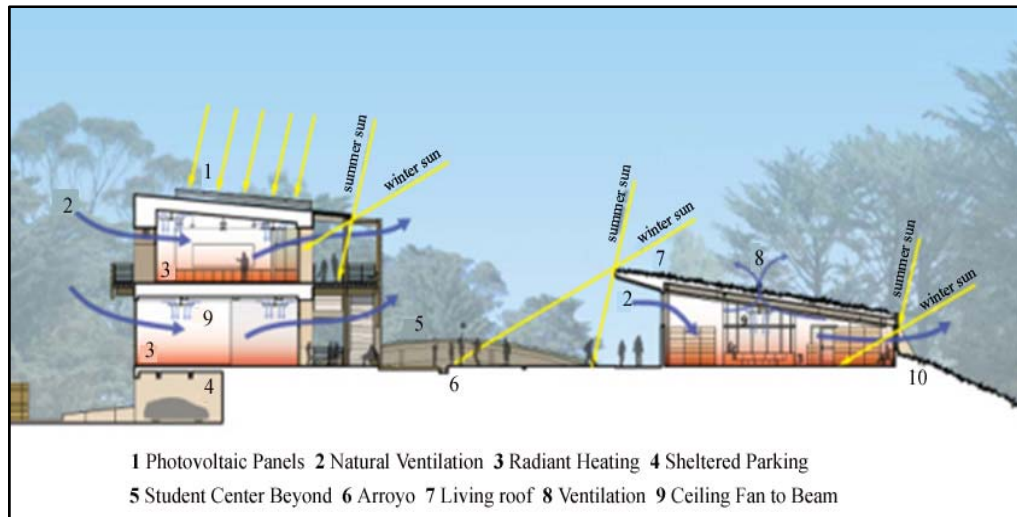 1
summer sun
winter sun
2
3
9
3
4
5
6
summer sun
winter sun
7
8
2
summer sun
winter sun
10
1 Photovoltaic Panels 2 Natural Ventilation 3 Radiant Heating 4 Sheltered Parking
5 Student Center Beyond 6 Arroyo 7 Living roof 8 Ventilation 9 Ceiling Fan to Beam